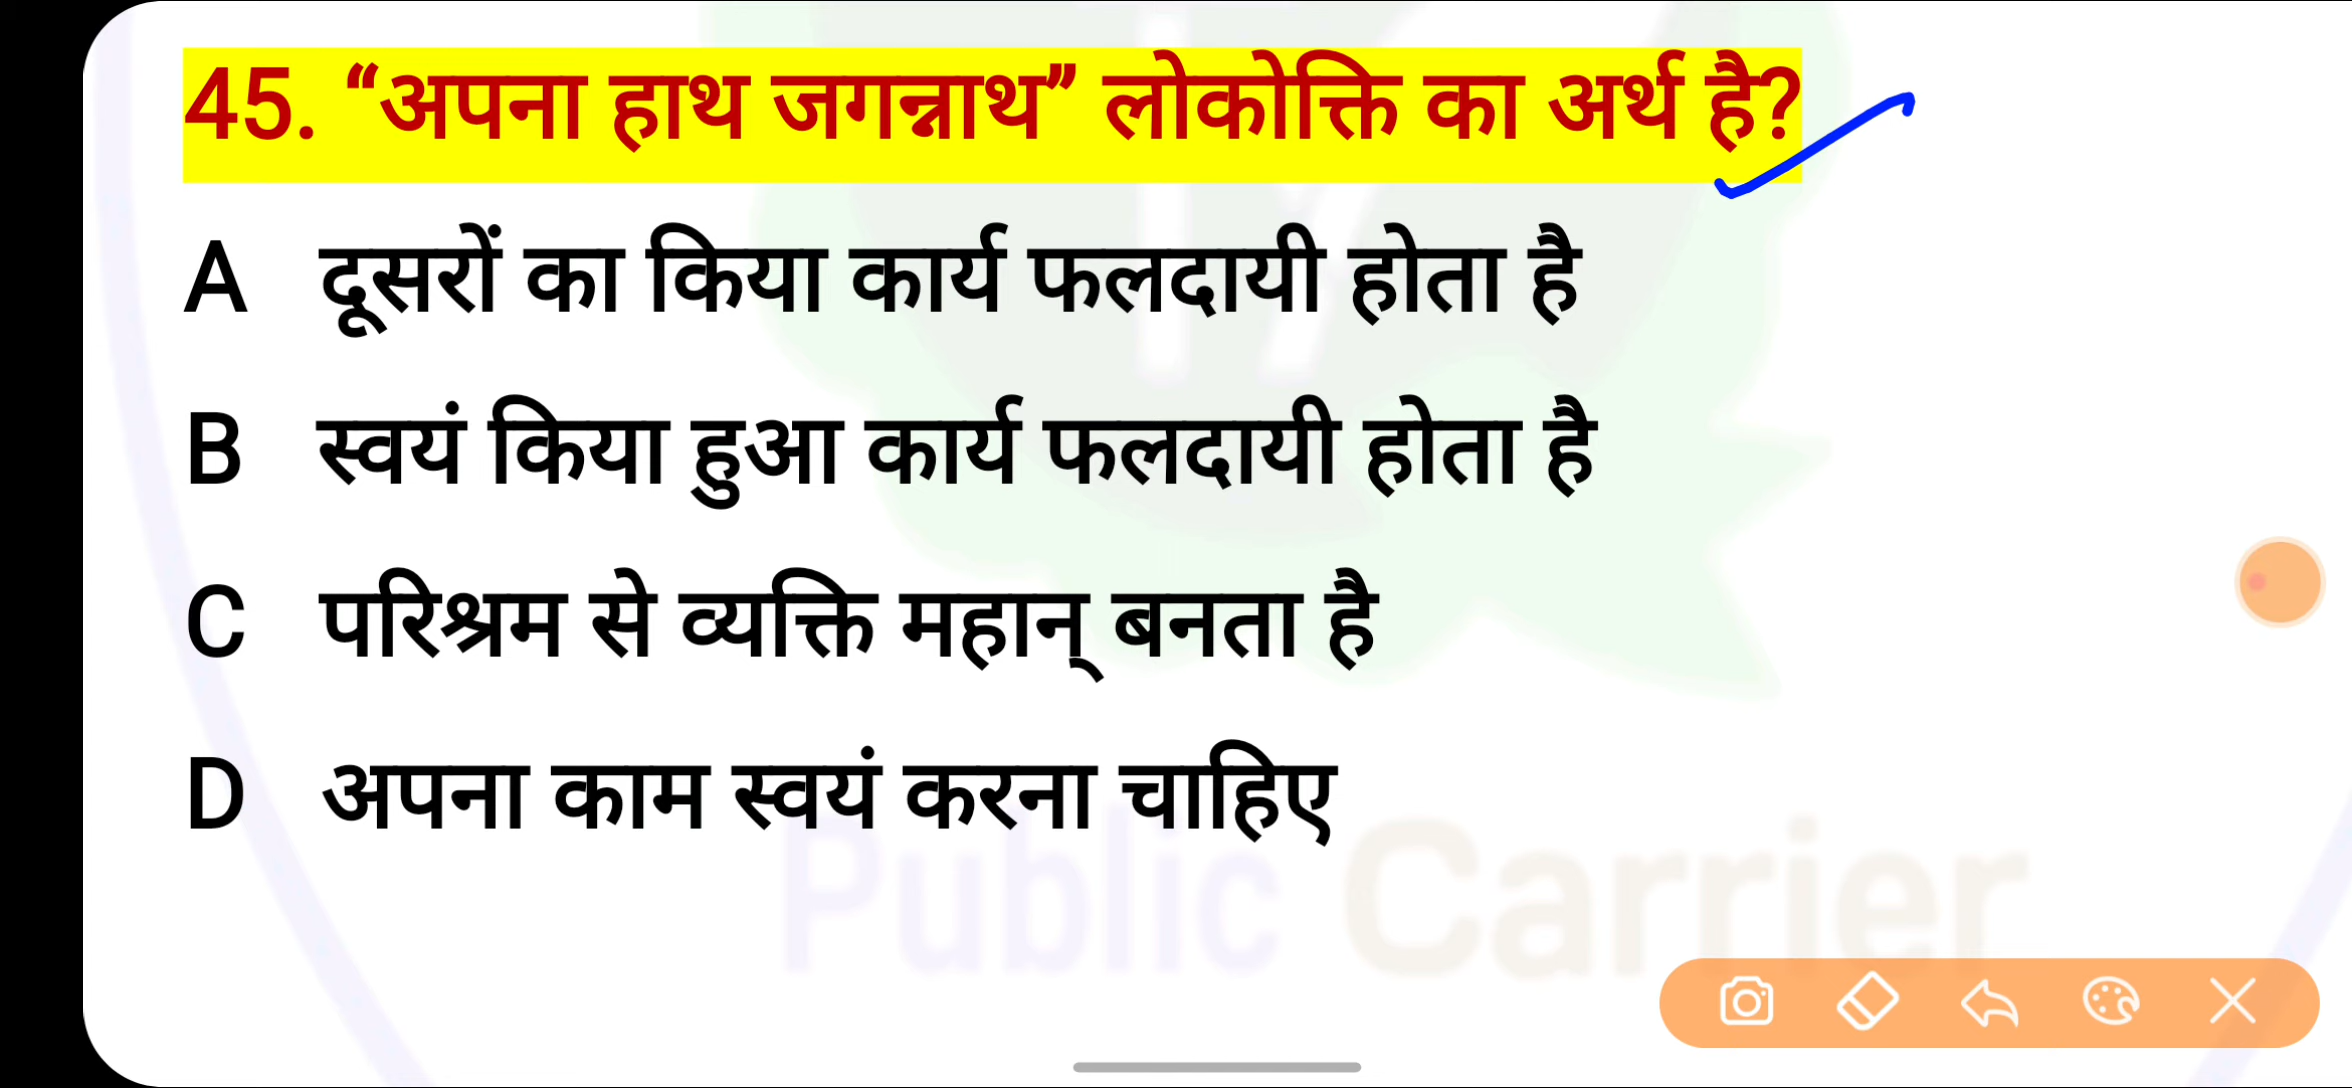 45. “अपना हाथ जगन्नाथ” लोकोक्ति का अर्थ है?
A दूसरों का किया कार्य फलदायी होता है
B स्वयं किया हुआ कार्य फलदायी होता है
C परिश्रम से व्यक्ति महान् बनता है
D अपना काम स्वयं करना चाहिए
Public Carrier